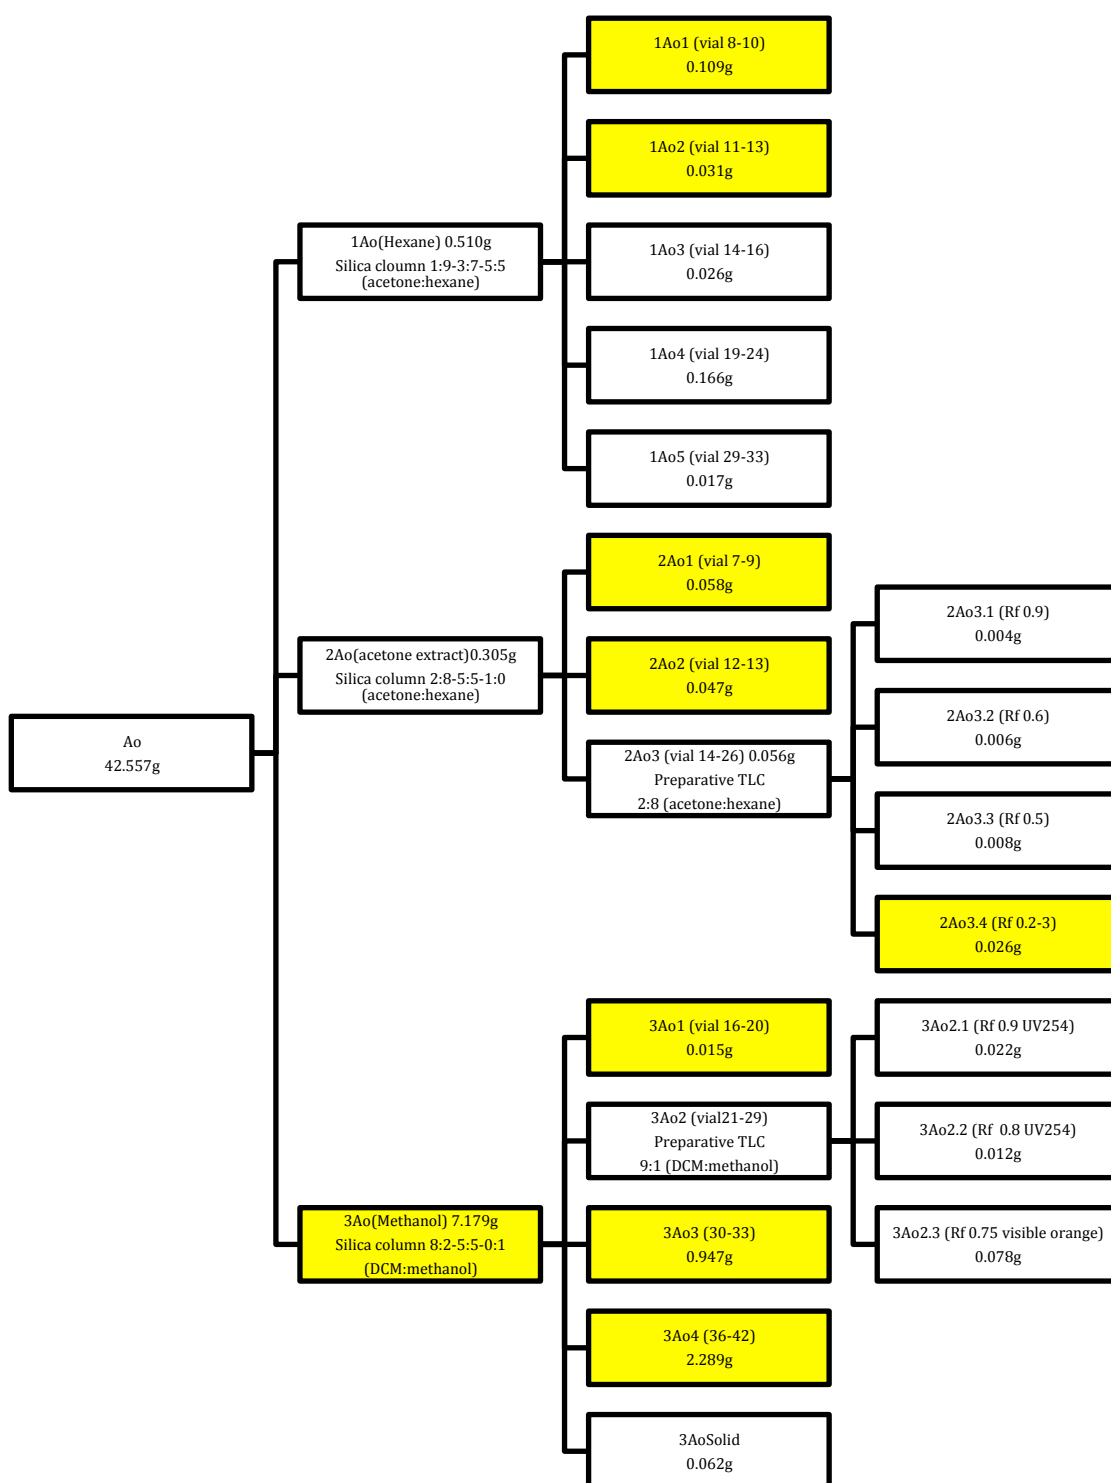 Ao
42.557g
1Ao(Hexane) 0.510g
Silica cloumn 1:9-3:7-5:5
(acetone:hexane)
1Ao1 (vial 8-10)
0.109g
1Ao2 (vial 11-13)
0.031g
1Ao3 (vial 14-16)
0.026g
1Ao4 (vial 19-24)
0.166g
1Ao5 (vial 29-33)
0.017g
2Ao(acetone extract)0.305g
Silica column 2:8-5:5-1:0
(acetone:hexane)
2Ao1 (vial 7-9)
0.058g
2Ao2 (vial 12-13)
0.047g
2Ao3 (vial 14-26) 0.056g
Preparative TLC
2:8 (acetone:hexane)
2Ao3.1 (Rf 0.9)
0.004g
2Ao3.2 (Rf 0.6)
0.006g
2Ao3.3 (Rf 0.5)
0.008g
2Ao3.4 (Rf 0.2-3)
0.026g
3Ao(Methanol) 7.179g
Silica column 8:2-5:5-0:1
(DCM:methanol)
3Ao1 (vial 16-20)
0.015g
3Ao2 (vial21-29)
Preparative TLC
9:1 (DCM:methanol)
3Ao2.1 (Rf 0.9 UV254)
0.022g
3Ao2.2 (Rf  0.8 UV254)
0.012g
3Ao2.3 (Rf 0.75 visible orange)
0.078g
3Ao3 (30-33)
0.947g
3Ao4 (36-42)
2.289g
3AoSolid
0.062g